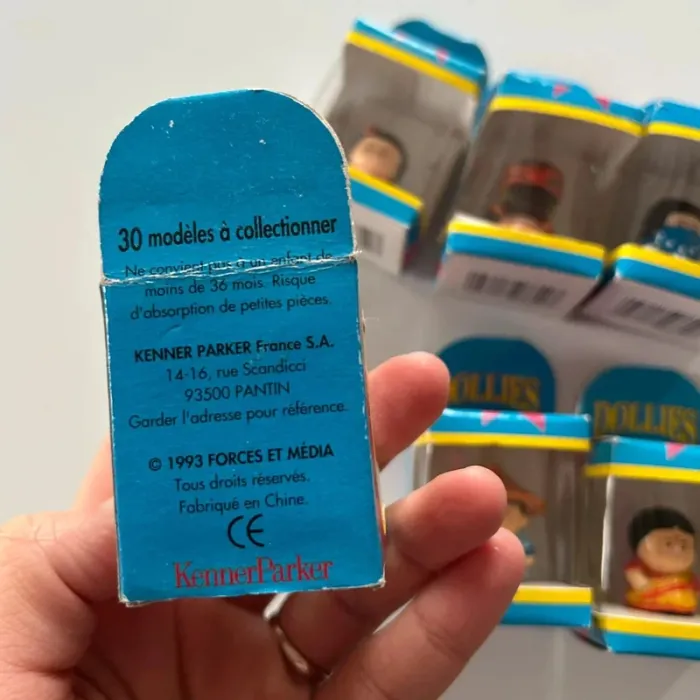 30 modèles à collectionner
Ne convient pas à un enfant de
moins de 36 mois. Risque
d'absorption de petites pièces.
KENNER PARKER France S.A.
14-16, rue Scandicci
93500 PANTIN
Garder l'adresse pour référence.
© 1993 FORCES ET MÉDIA
Tous droits réservés.
Fabriqué en Chine.
CE
KennerParker
DOLLIES
DOLLIES